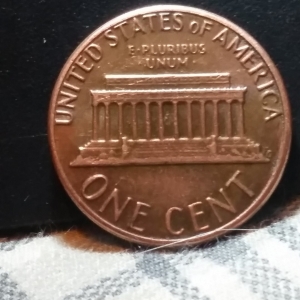 UNITED STATES OF AMERICA
E·PLURIBUS
UNUM
ONE CENT